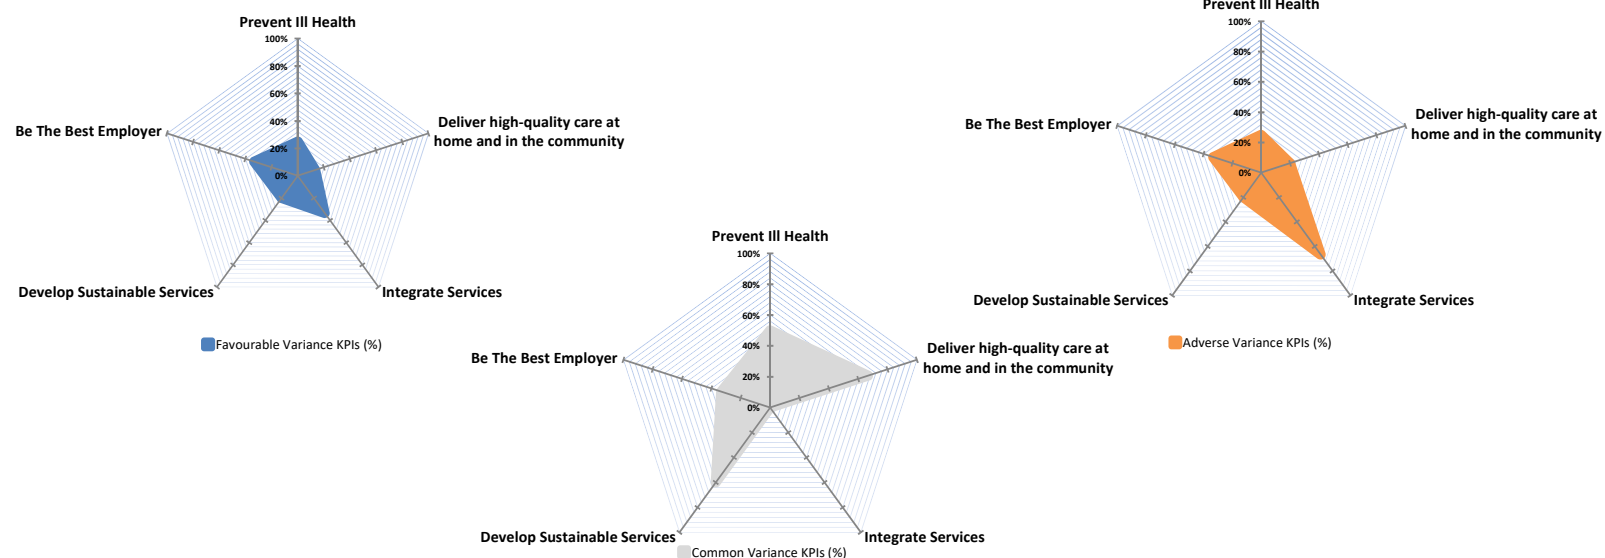 Prevent Ill Health
100%
80%
60%
40%
20%
0%
Be The Best Employer
Deliver high-quality care at
home and in the community
Develop Sustainable Services
Integrate Services
Favourable Variance KPIs (%)
Prevent Ill Health
100%
80%
60%
40%
20%
0%
Be The Best Employer
Deliver high-quality care at
home and in the community
Develop Sustainable Services
Integrate Services
Common Variance KPIs (%)
Prevent Ill Health
100%
80%
60%
40%
20%
0%
Be The Best Employer
Deliver high-quality care at
home and in the community
Develop Sustainable Services
Integrate Services
Adverse Variance KPIs (%)